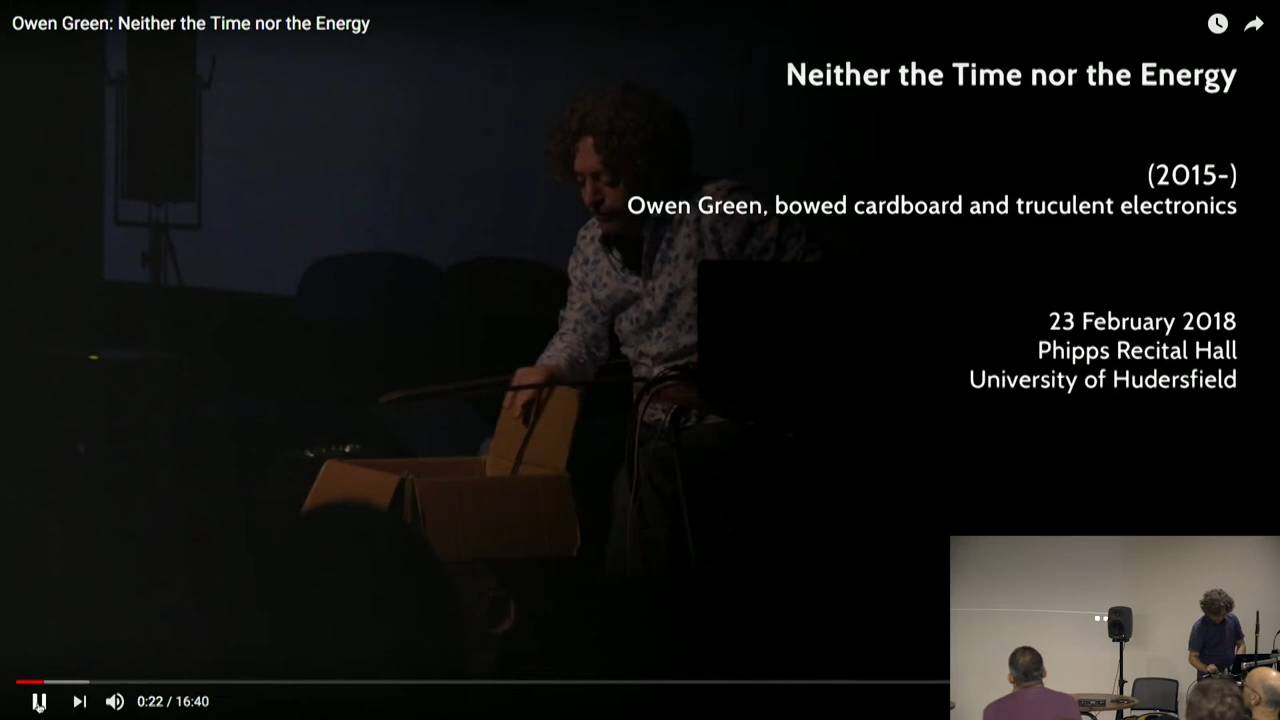 Owen Green: Neither the Time nor the Energy
Neither the Time nor the Energy
(2015-)
Owen Green, bowed cardboard and truculent electronics
23 February 2018
Phipps Recital Hall
University of Hudersfield
0:22 / 16:40